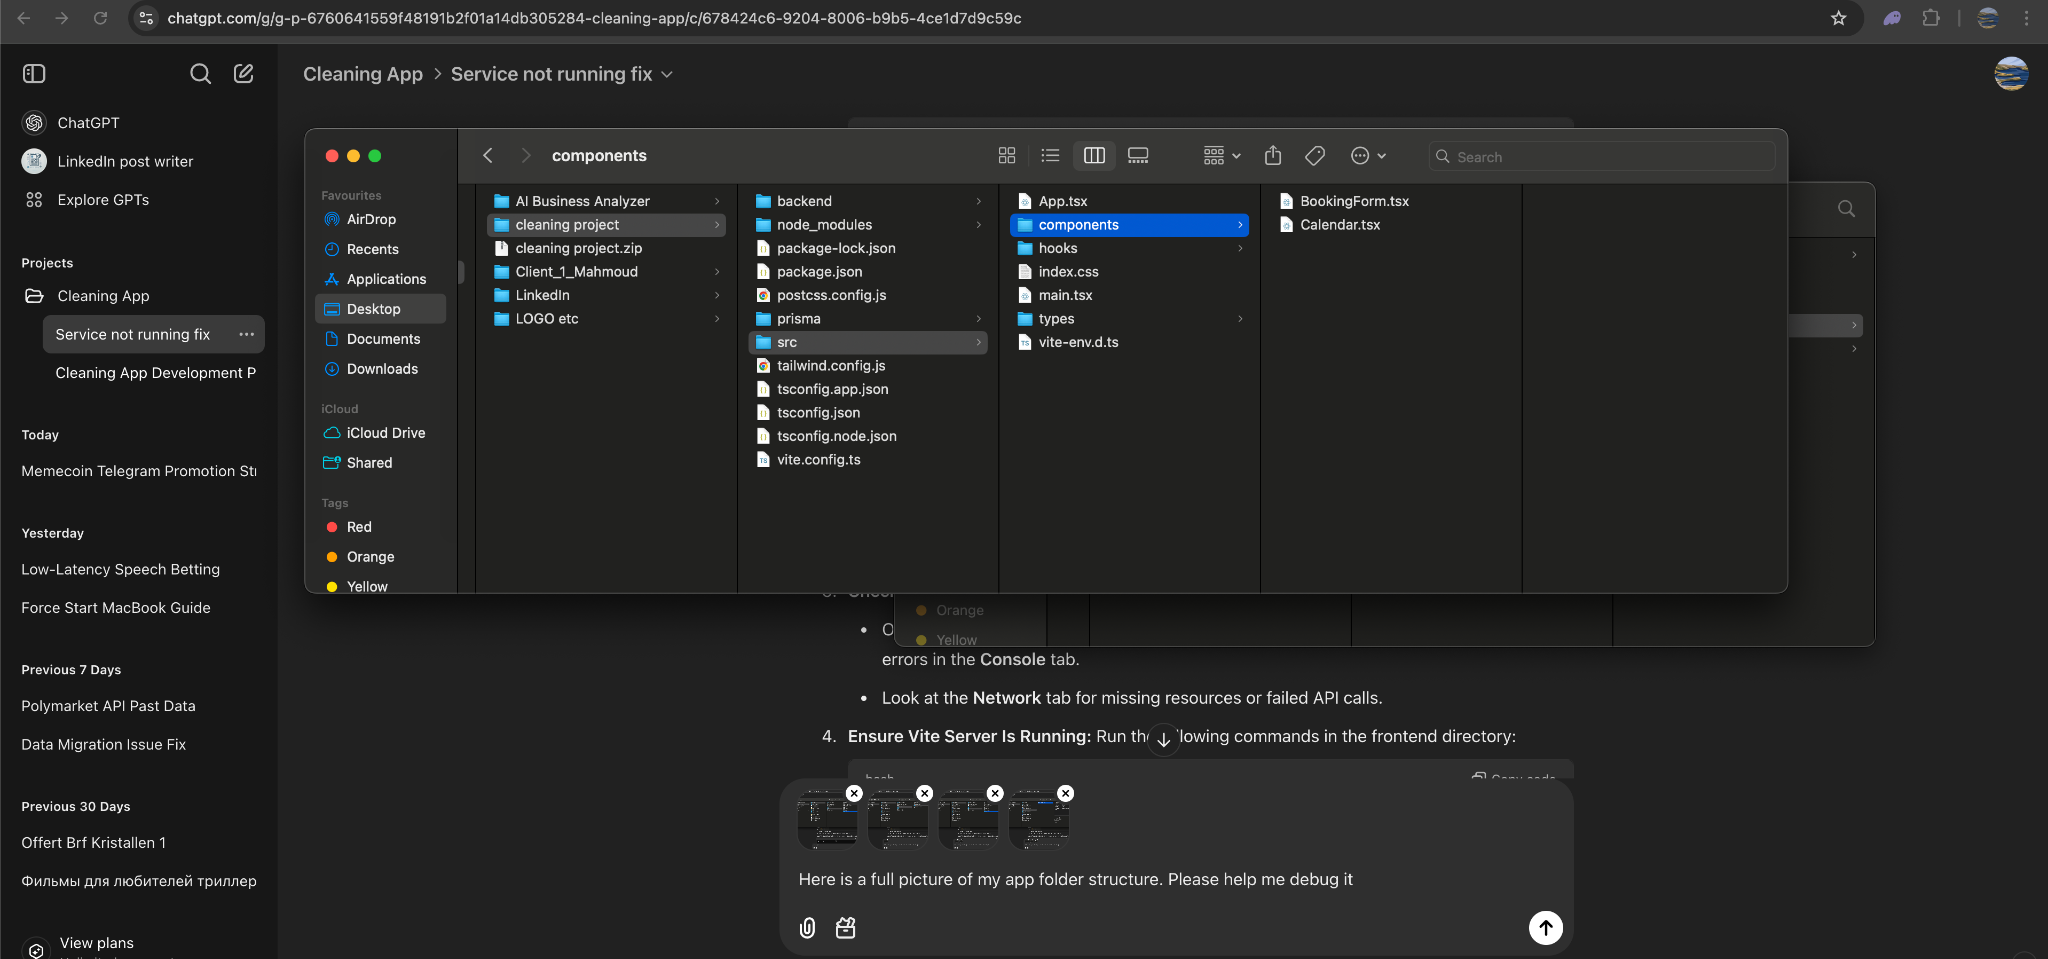 chatgpt.com/g/g-p-6760641559f48191b2f01a14db305284-cleaning-app/c/678424c6-9204-8006-b9b5-4ce1d7d9c59c
Cleaning App > Service not running fix
ChatGPT
LinkedIn post writer
Explore GPTs
Projects
Cleaning App
Service not running fix
Cleaning App Development P
Today
Memecoin Telegram Promotion Str
Yesterday
Low-Latency Speech Betting
Force Start MacBook Guide
Previous 7 Days
Polymarket API Past Data
Data Migration Issue Fix
Previous 30 Days
Offert Brf Kristallen 1
Фильмы для любителей триллер
View plans
components
Search
Favourites
AirDrop
Recents
Applications
Desktop
Documents
Downloads
iCloud
iCloud Drive
Shared
Tags
Red
Orange
Yellow
AI Business Analyzer
cleaning project
cleaning project.zip
Client_1_Mahmoud
LinkedIn
LOGO etc
backend
node_modules
package-lock.json
package.json
postcss.config.js
prisma
src
tailwind.config.js
tsconfig.app.json
tsconfig.json
tsconfig.node.json
vite.config.ts
App.tsx
components
hooks
index.css
main.tsx
types
vite-env.d.ts
BookingForm.tsx
Calendar.tsx
Orange
Yellow
errors in the Console tab.
• Look at the Network tab for missing resources or failed API calls.
4. Ensure Vite Server Is Running: Run the lowing commands in the frontend directory:
bash
Copy code
Here is a full picture of my app folder structure. Please help me debug it